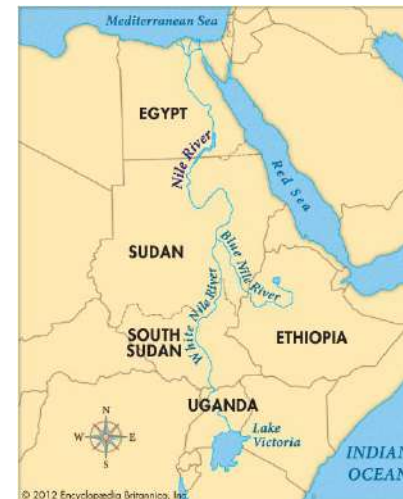 Mediterranean Sea
EGYPT
Nile River
Red Sea
SUDAN
Blue Nile River
White Nile River
SOUTH
SUDAN
ETHIOPIA
UGANDA
Lake
Victoria
N
W
E
S
INDIAN
OCEAN
© 2012 Encyclopædia Britannica, Inc.